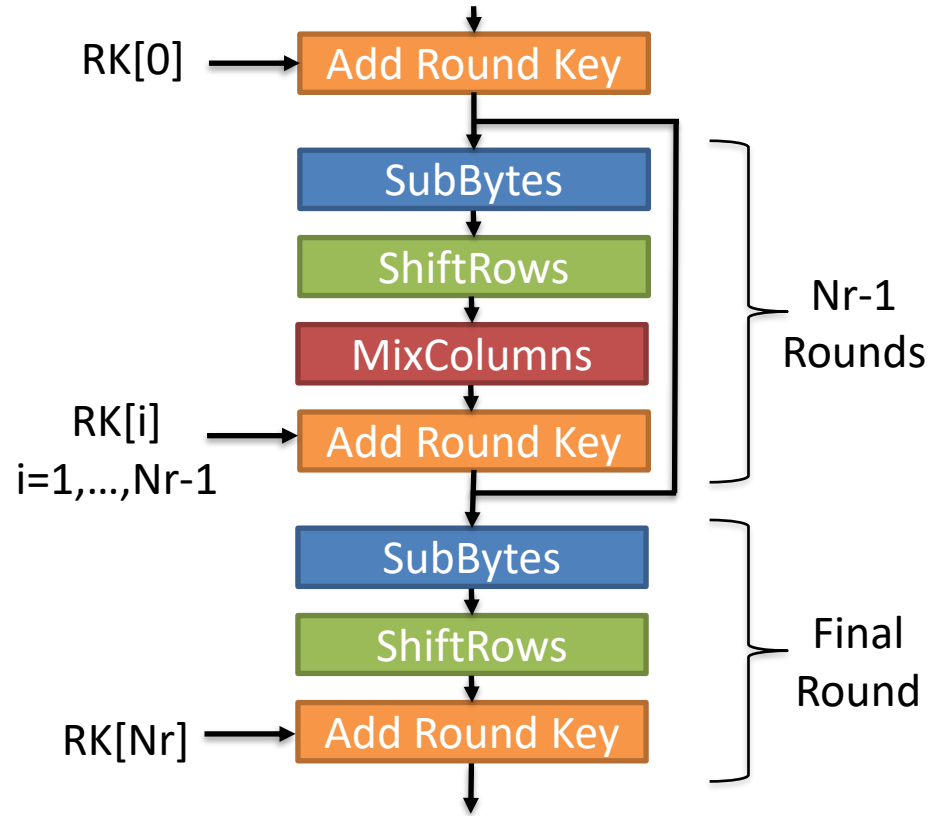 RK[0]
Add Round Key
SubBytes
ShiftRows
MixColumns
Nr-1
Rounds
RK[i]
i=1,...,Nr-1
Add Round Key
SubBytes
ShiftRows
Final
Round
RK[Nr]
Add Round Key